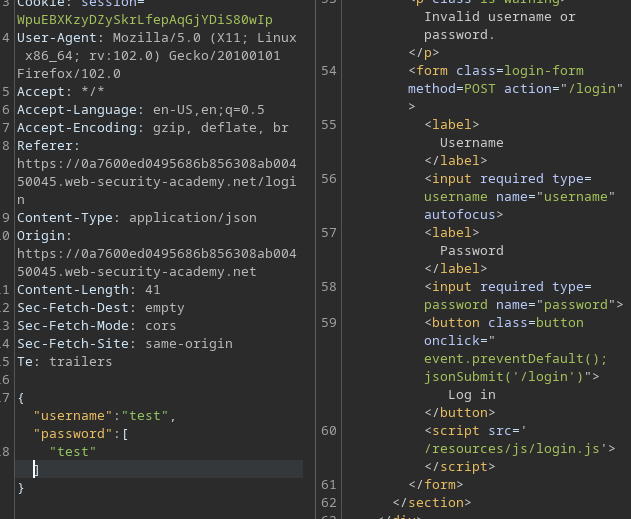 3 Cookie: session=
WpuEBXKzyDZySkrLfepAqGjYDiS80wIp
4 User-Agent: Mozilla/5.0 (X11; Linux
x86_64; rv:102.0) Gecko/20100101
Firefox/102.0
5 Accept: */*
6 Accept-Language: en-US,en;q=0.5
7 Accept-Encoding: gzip, deflate, br
8 Referer:
https://0a7600ed0495686b856308ab004
50045.web-security-academy.net/logi
n
9 Content-Type: application/json
0 Origin:
https://0a7600ed0495686b856308ab004
50045.web-security-academy.net
1 Content-Length: 41
2 Sec-Fetch-Dest: empty
3 Sec-Fetch-Mode: cors
4 Sec-Fetch-Site: same-origin
5 Te: trailers
16
17 {
"username":"test",
"password":[
8 "test"
]
}
53 <p class=is-warning>
Invalid username or
password.
</p>
54 <form class=login-form
method=POST action="/login"
>
55 <label>
Username
</label>
56 <input required type=
username name="username"
autofocus>
57 <label>
Password
</label>
58 <input required type=
password name="password">
59 <button class=button
onclick="
event.preventDefault();
jsonSubmit('/login')">
Log in
</button>
60 <script src='
/resources/js/login.js'>
</script>
61 </form>
62 </section>
63 </div>